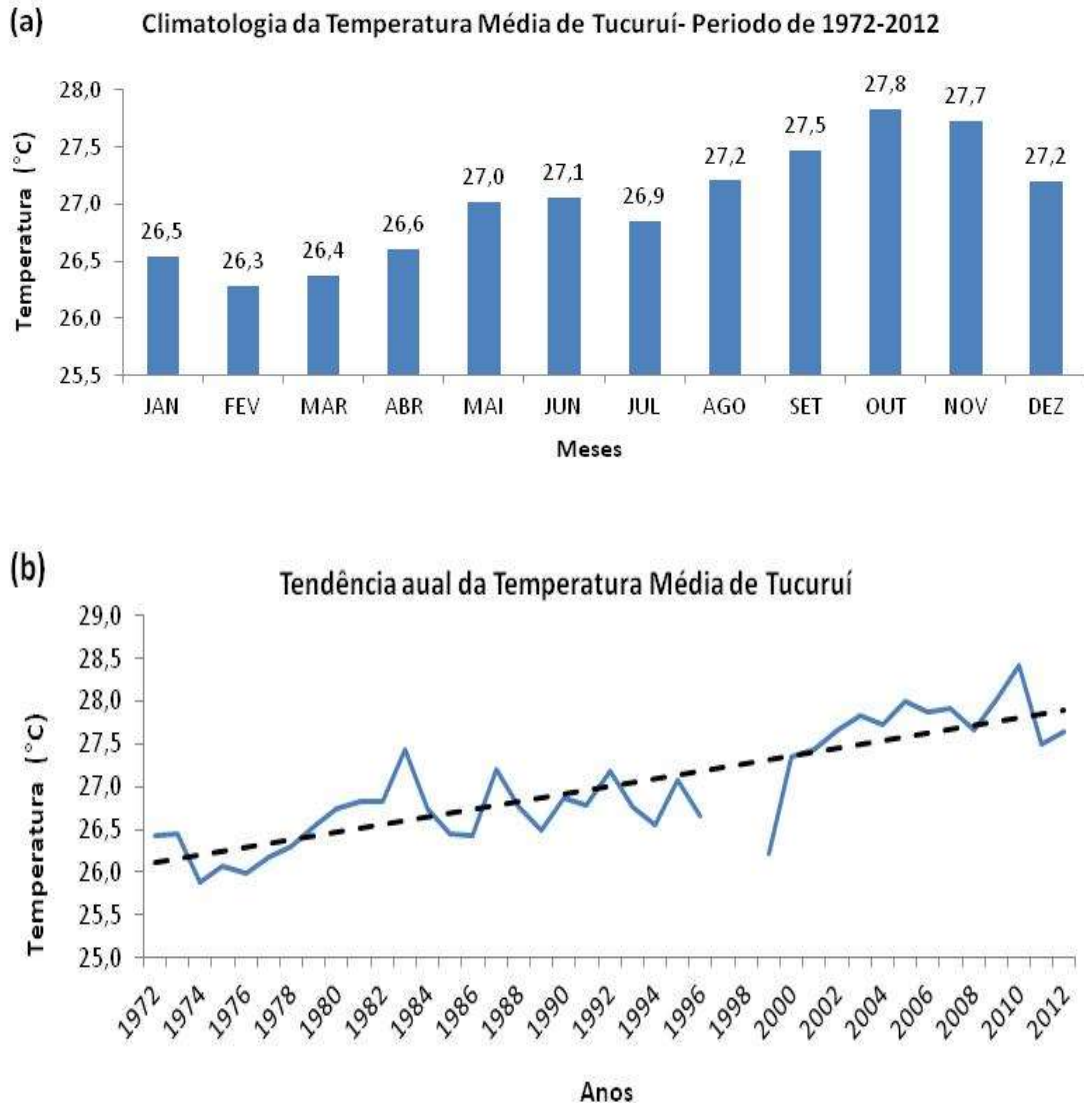 (a)
Climatologia da Temperatura Média de Tucuruí- Periodo de 1972-2012
Temperatura (°C)
28,0
27,5
27,0
26,5
26,0
25,5
26,5
26,3
26,4
26,6
27,0
27,1
26,9
27,2
27,5
27,8
27,7
27,2
JAN FEV MAR ABR MAI JUN JUL AGO SET OUT NOV DEZ
Meses
(b)
Tendência aual da Temperatura Média de Tucuruí
Temperatura (°C)
29,0
28,5
28,0
27,5
27,0
26,5
26,0
25,5
25,0
1972 1974 1976 1978 1980 1982 1984 1986 1988 1990 1992 1994 1996 1998 2000 2002 2004 2006 2008 2010 2012
Anos